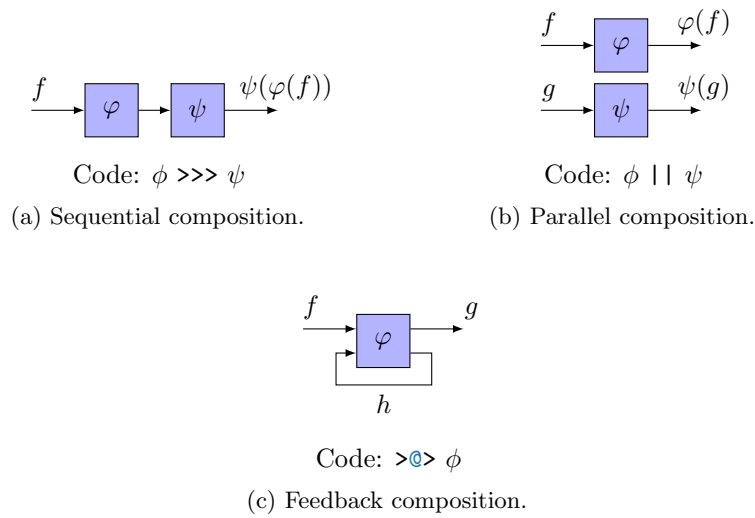 f φ ψ ψ(φ(f))
Code: ϕ >>> ψ
(a) Sequential composition.
f φ φ(f)
g ψ ψ(g)
Code: ϕ || ψ
(b) Parallel composition.
f φ g
h
Code: >@> ϕ
(c) Feedback composition.